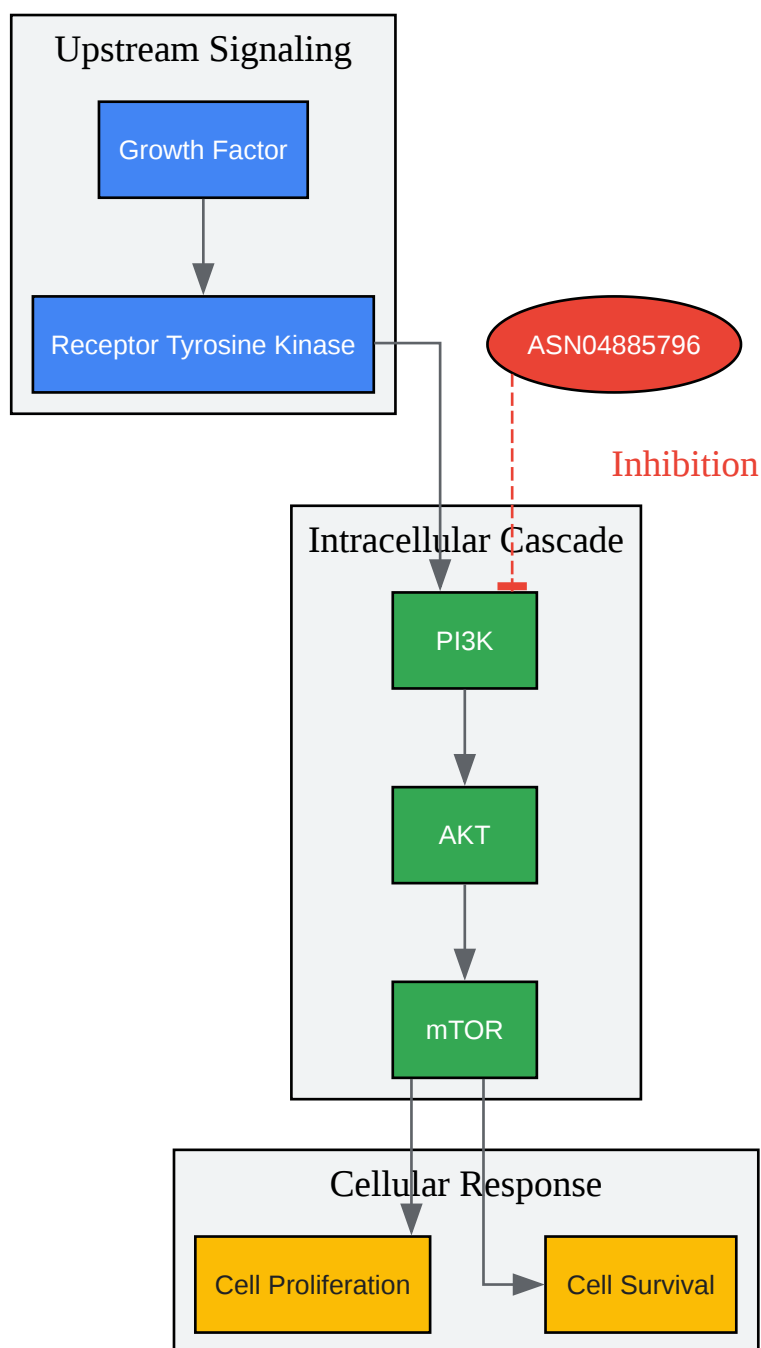 Upstream Signaling
Growth Factor
Receptor Tyrosine Kinase
ASN04885796
Inhibition
Intracellular Cascade
PI3K
AKT
mTOR
Cellular Response
Cell Proliferation
Cell Survival